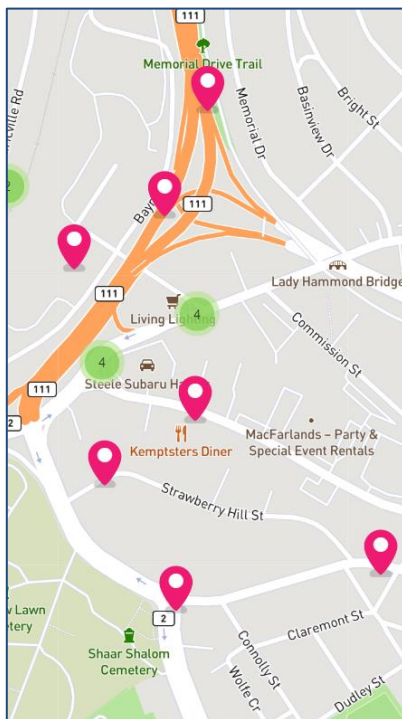 111
Memorial Drive Trail
Memorial Dr
Basinview Dr
Bright St
111
Lady Hammond Bridge
111
Living Lighting
4
Commission St
4
Steele Subaru
111
2
MacFarlands – Party &
Special Event Rentals
Kemptsters Diner
Strawberry Hill St
2
Claremont St
Shaar Shalom
Cemetery
Connolly St
Wolfe Cr
Dudley St